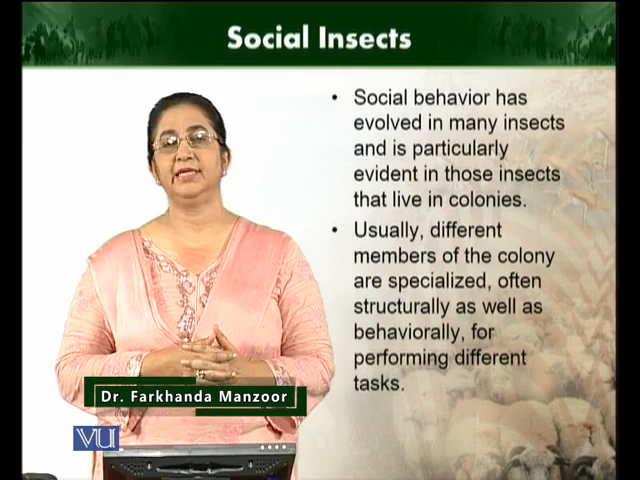 Social Insects
• Social behavior has
evolved in many insects
and is particularly
evident in those insects
that live in colonies.
• Usually, different
members of the colony
are specialized, often
structurally as well as
behaviorally, for
performing different
tasks.
Dr. Farkhanda Manzoor
VU